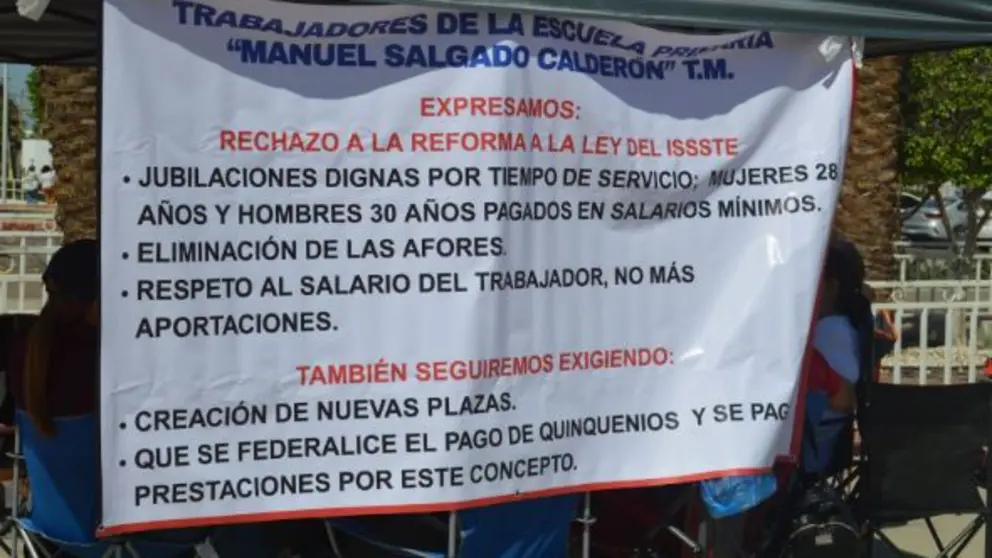 TRABAJADORES DE LA ESCUELA PRIMARIA
“MANUEL SALGADO CALDERÓN” T.M.
EXPRESAMOS:
RECHAZO A LA REFORMA A LA LEY DEL ISSSTE
• JUBILACIONES DIGNAS POR TIEMPO DE SERVICIO; MUJERES 28
AÑOS Y HOMBRES 30 AÑOS PAGADOS EN SALARIOS MÍNIMOS.
• ELIMINACIÓN DE LAS AFORES.
• RESPETO AL SALARIO DEL TRABAJADOR, NO MÁS
APORTACIONES.
TAMBIÉN SEGUIREMOS EXIGIENDO:
• CREACIÓN DE NUEVAS PLAZAS.
• QUE SE FEDERALICE EL PAGO DE QUINQUENIOS Y SE PAG
PRESTACIONES POR ESTE CONCEPTO.